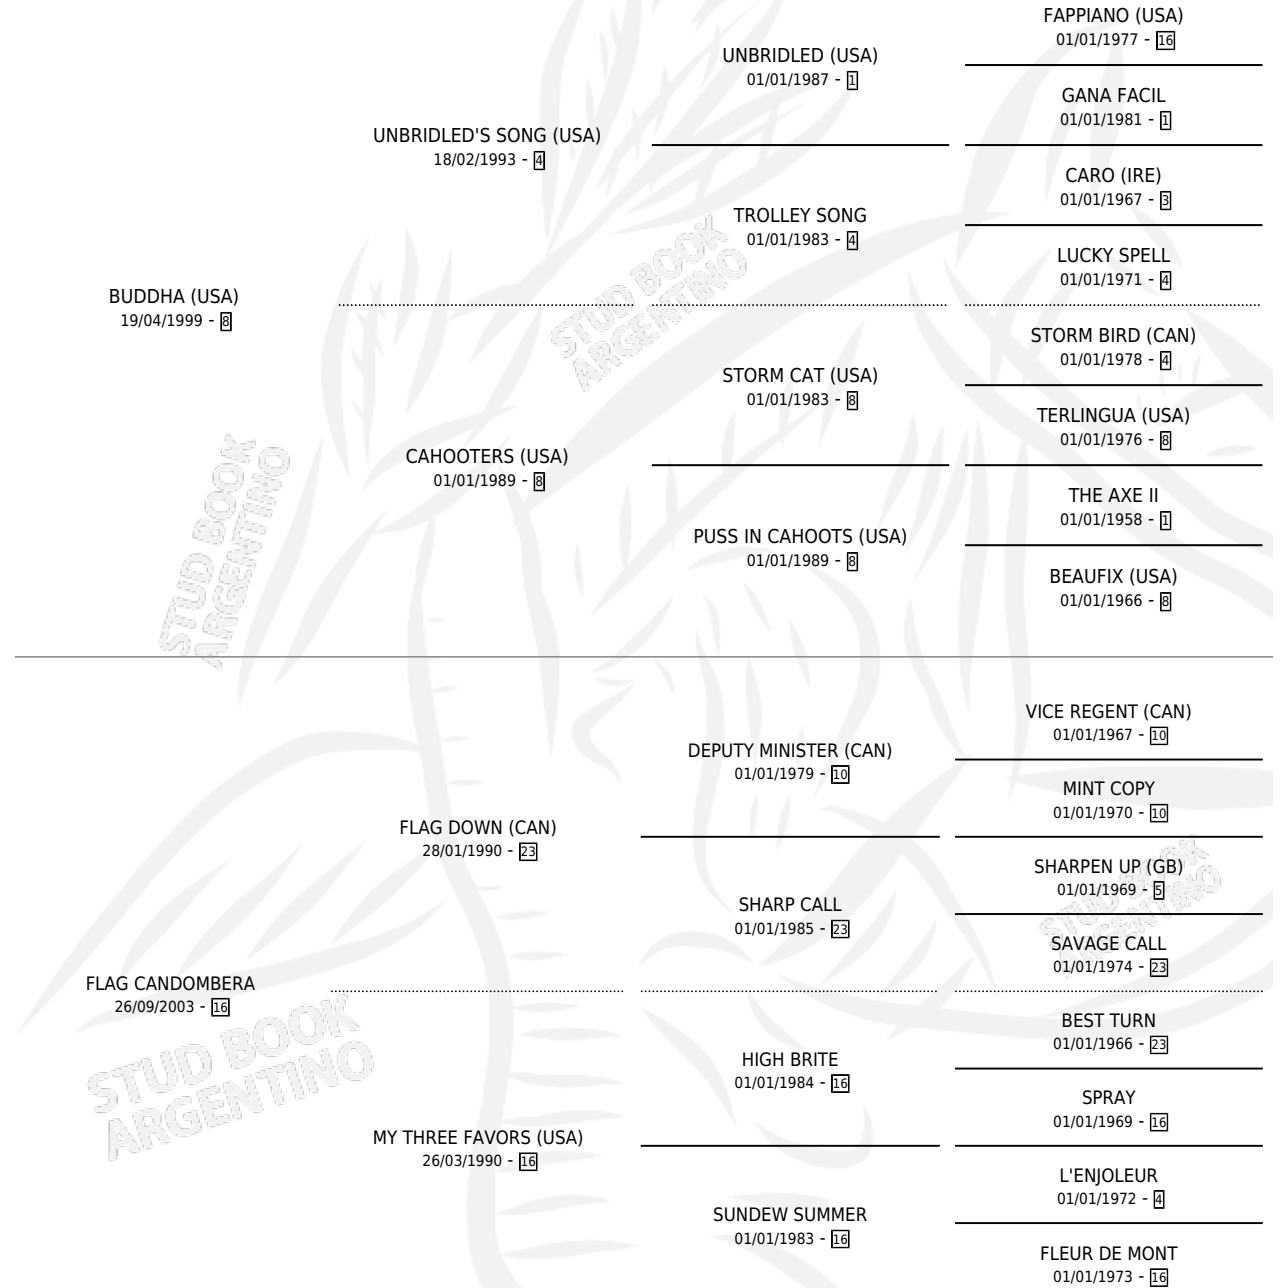 FAPPIANO (USA)
01/01/1977 - 16
UNBRIDLED (USA)
01/01/1987 - 1
GANA FACIL
01/01/1981 - 1
UNBRIDLED'S SONG (USA)
18/02/1993 - 4
CARO (IRE)
01/01/1967 - 3
TROLLEY SONG
01/01/1983 - 4
LUCKY SPELL
01/01/1971 - 4
BUDDHA (USA)
19/04/1999 - 8
STORM BIRD (CAN)
01/01/1978 - 4
STORM CAT (USA)
01/01/1983 - 8
TERLINGUA (USA)
01/01/1976 - 8
CAHOOTERS (USA)
01/01/1989 - 8
THE AXE II
01/01/1958 - 1
PUSS IN CAHOOTS (USA)
01/01/1989 - 8
BEAUFIX (USA)
01/01/1966 - 8
VICE REGENT (CAN)
01/01/1967 - 10
DEPUTY MINISTER (CAN)
01/01/1979 - 10
MINT COPY
01/01/1970 - 10
FLAG DOWN (CAN)
28/01/1990 - 23
SHARPEN UP (GB)
01/01/1969 - 5
SHARP CALL
01/01/1985 - 23
SAVAGE CALL
01/01/1974 - 23
FLAG CANDOMBERA
26/09/2003 - 16
BEST TURN
01/01/1966 - 23
HIGH BRITE
01/01/1984 - 16
SPRAY
01/01/1969 - 16
MY THREE FAVORS (USA)
26/03/1990 - 16
L'ENJOLEUR
01/01/1972 - 4
SUNDEW SUMMER
01/01/1983 - 16
FLEUR DE MONT
01/01/1973 - 16
STUD BOOK
ARGENTINO
STUD BOOK
ARGENTINO
STUD BOOK
ARGENTINO
STUD BOOK
ARGENTINO